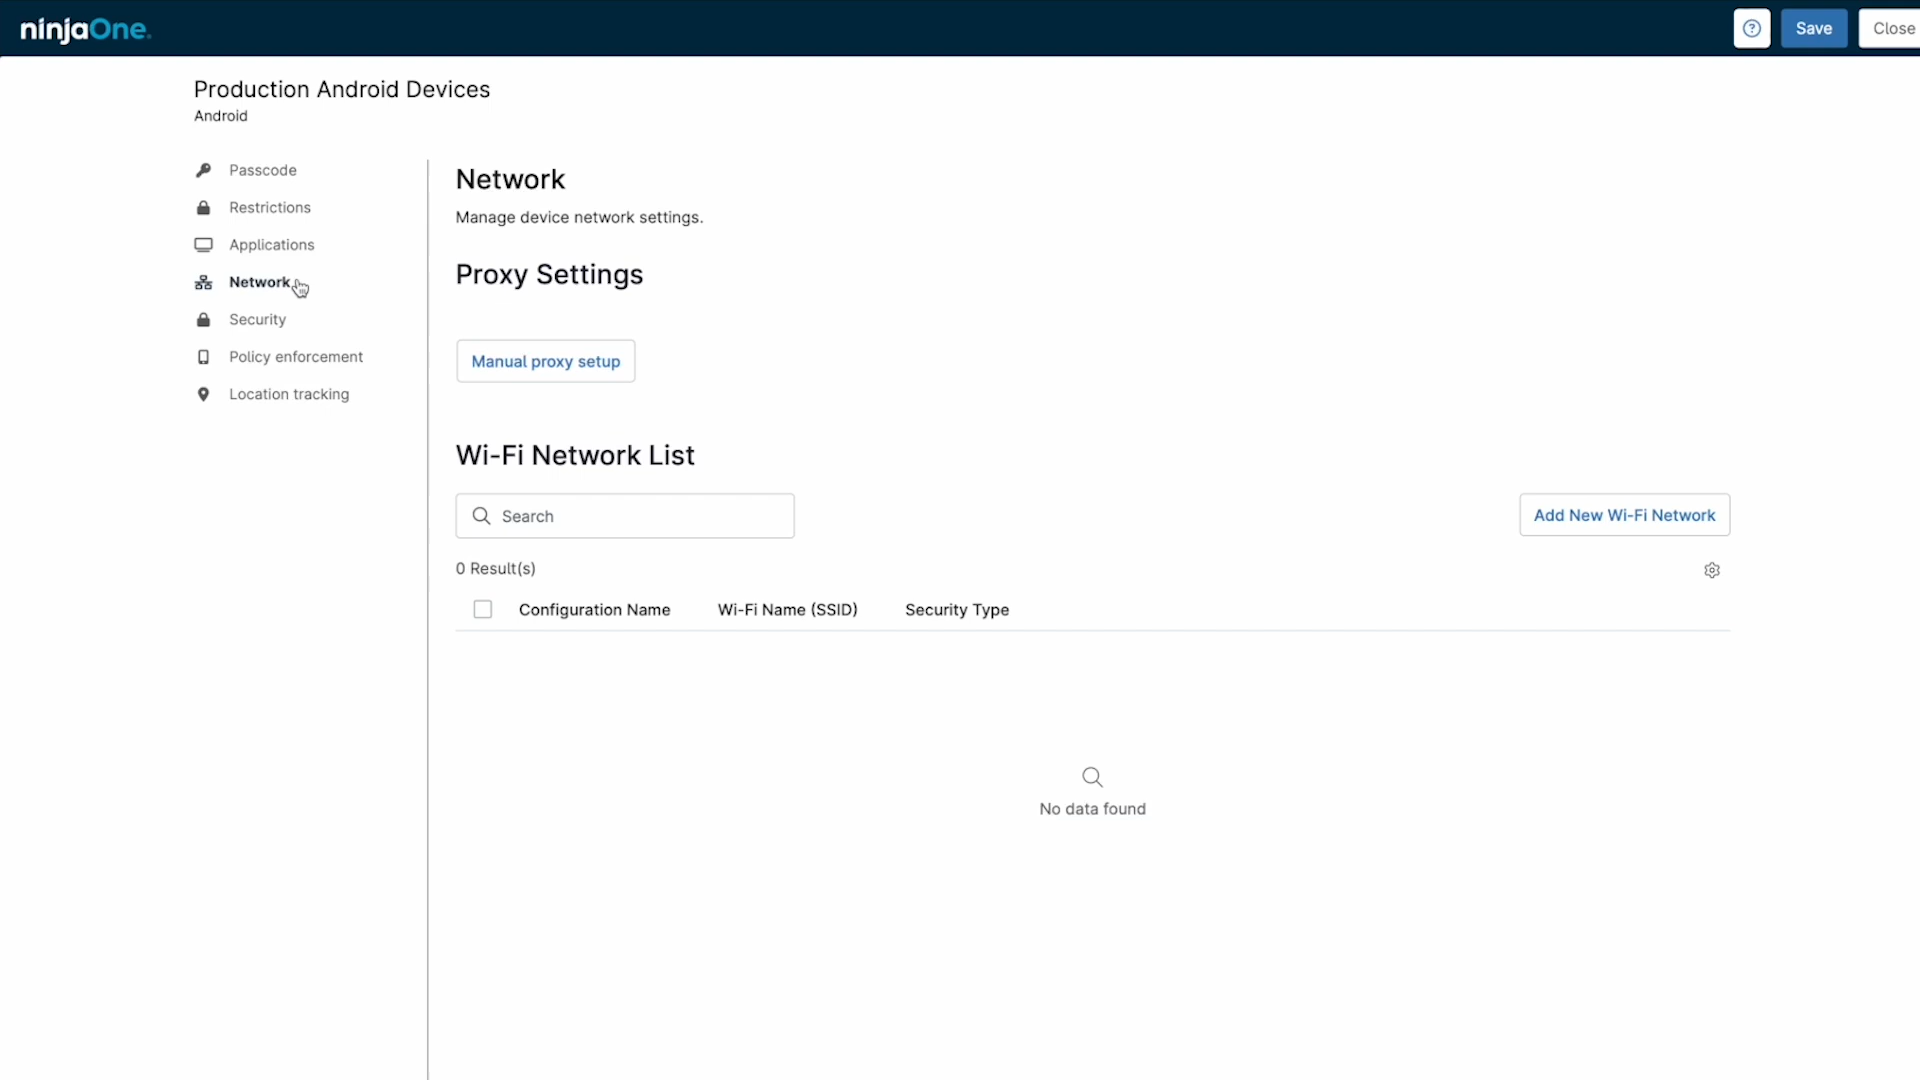 ninjaOne.
Save
Close
Production Android Devices
Android
Passcode
Restrictions
Applications
Network
Security
Policy enforcement
Location tracking
Network
Manage device network settings.
Proxy Settings
Manual proxy setup
Wi-Fi Network List
Search
Add New Wi-Fi Network
0 Result(s)
Configuration Name Wi-Fi Name (SSID) Security Type
No data found